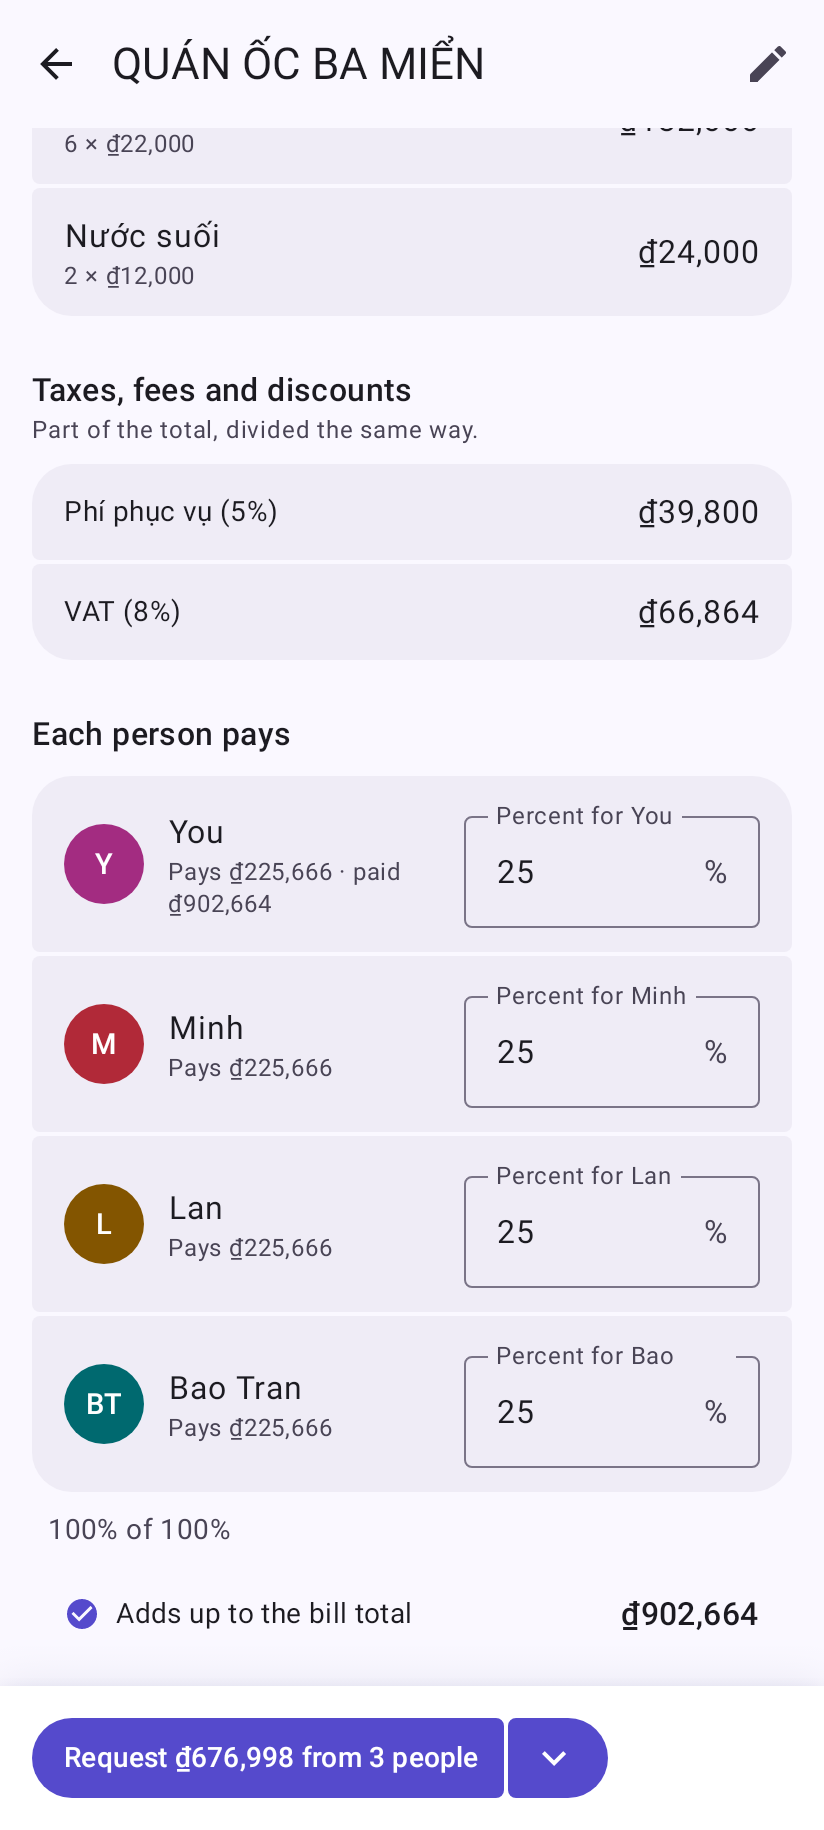 QUÁN ỐC BA MIỂN
6 × ₫22,000
Nước suối
2 × ₫12,000
₫24,000
Taxes, fees and discounts
Part of the total, divided the same way.
Phí phục vụ (5%)
₫39,800
VAT (8%)
₫66,864
Each person pays
Y
You
Pays ₫225,666 · paid
₫902,664
Percent for You
25
%
M
Minh
Pays ₫225,666
Percent for Minh
25
%
L
Lan
Pays ₫225,666
Percent for Lan
25
%
BT
Bao Tran
Pays ₫225,666
Percent for Bao
25
%
100% of 100%
Adds up to the bill total
₫902,664
Request ₫676,998 from 3 people